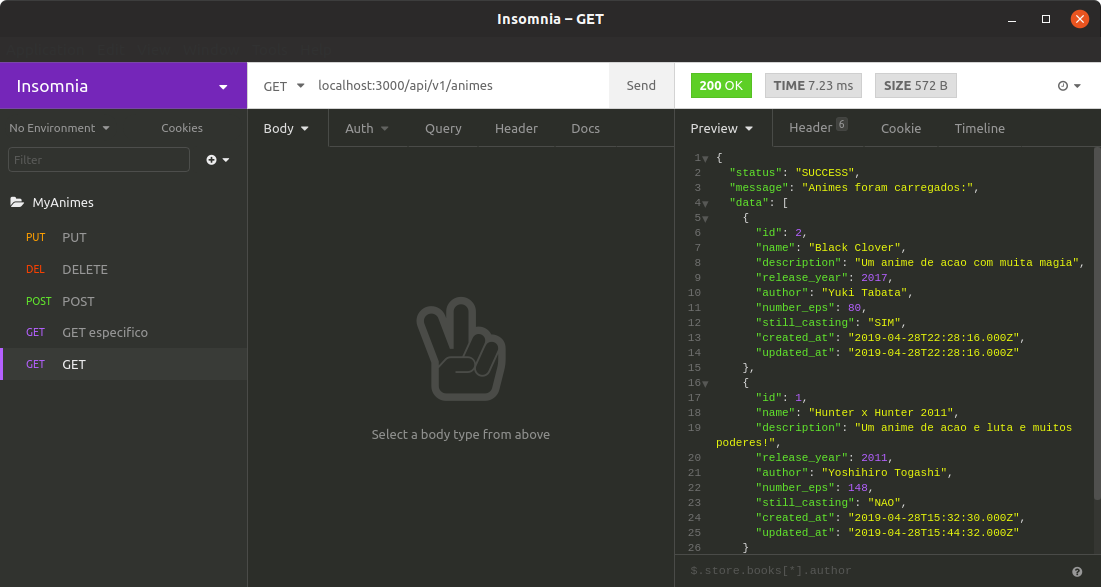 Insomnia – GET
Insomnia
GET localhost:3000/api/v1/animes Send
200 OK TIME 7.23 ms SIZE 572 B
No Environment Cookies
Body Auth Query Header Docs
Preview Header 6 Cookie Timeline
Filter
MyAnimes
PUT PUT
DEL DELETE
POST POST
GET GET especifico
GET GET
Select a body type from above
1 {
2 "status": "SUCCESS",
3 "message": "Animes foram carregados:",
4 "data": [
5 {
6 "id": 2,
7 "name": "Black Clover",
8 "description": "Um anime de acao com muita magia",
9 "release_year": 2017,
10 "author": "Yuki Tabata",
11 "number_eps": 80,
12 "still_casting": "SIM",
13 "created_at": "2019-04-28T22:28:16.000Z",
14 "updated_at": "2019-04-28T22:28:16.000Z"
15 },
16 {
17 "id": 1,
18 "name": "Hunter x Hunter 2011",
19 "description": "Um anime de acao e luta e muitos
poderes!",
20 "release_year": 2011,
21 "author": "Yoshihiro Togashi",
22 "number_eps": 148,
23 "still_casting": "NAO",
24 "created_at": "2019-04-28T15:32:30.000Z",
25 "updated_at": "2019-04-28T15:44:32.000Z"
26 }
$.store.books[*].author